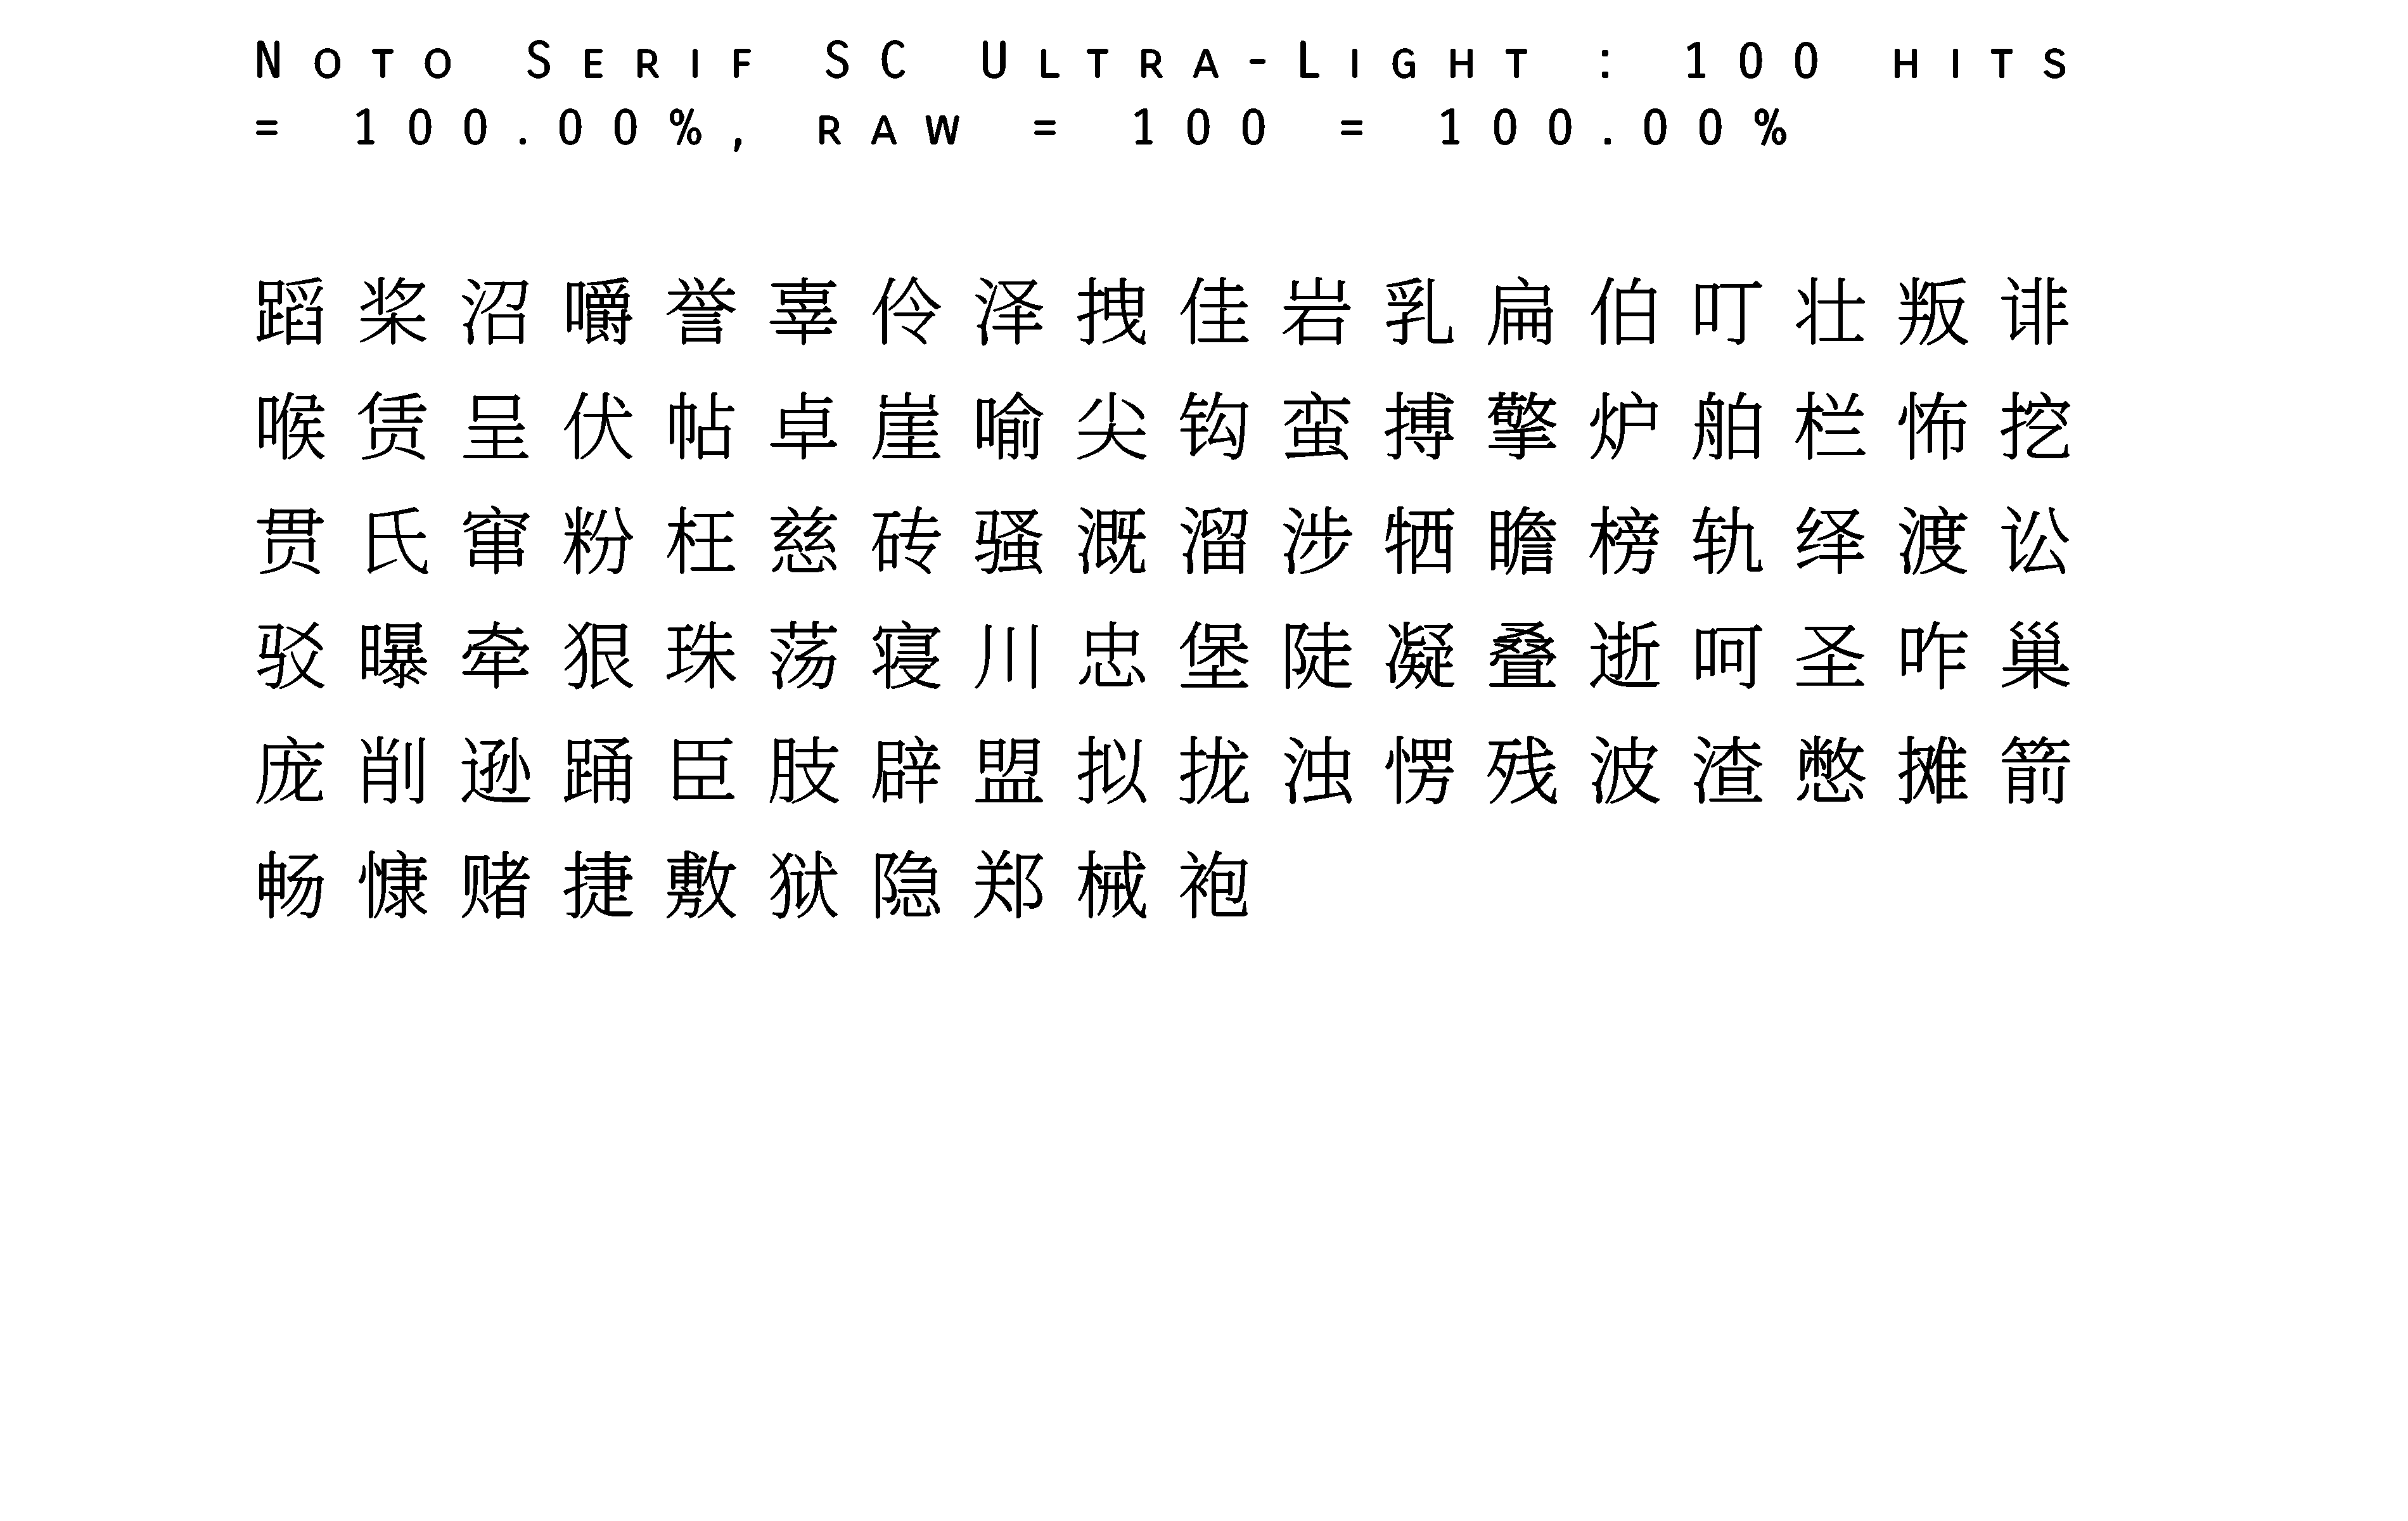 Noto Serif SC Ultra-Light : 100 hits
= 100.00%, raw = 100 = 100.00%
蹈桨沼嚼誉辜伶泽拽佳岩乳扁伯叮壮叛诽
喉赁呈伏帖卓崖喻尖钩蛮搏擎炉舶栏怖挖
贯氏窜粉枉慈砖骚溉溜涉牺瞻榜轨绎渡讼
驳曝牵狠珠荡寝川忠堡陡凝叠逝呵圣咋巢
庞削逊踊臣肢辟盟拟拢浊愕残波渣憋摊箭
畅慷赌捷敷狱隐郑械袍